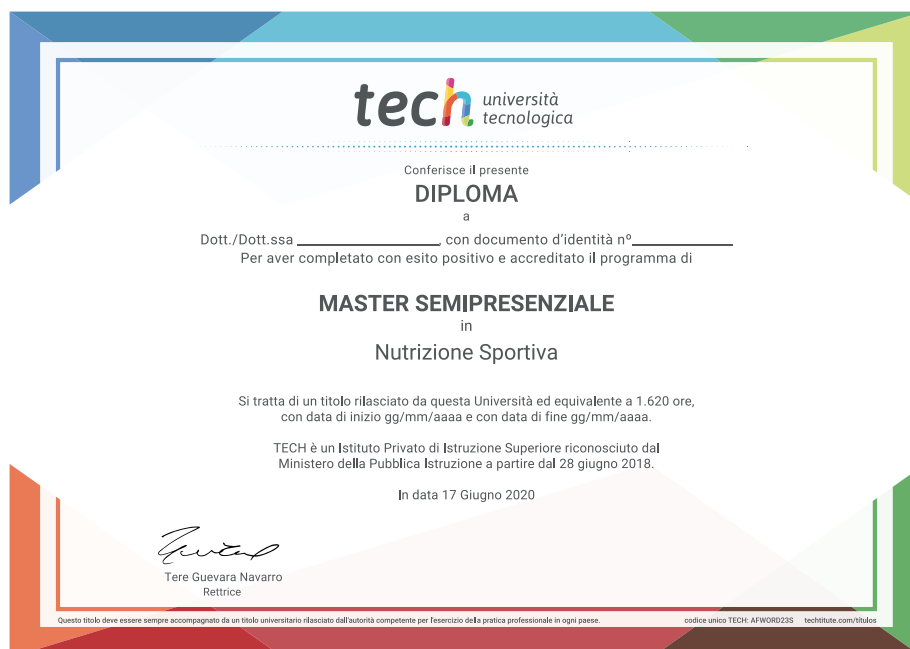 tech università
tecnologica
Conferisce il presente
DIPLOMA
a
Dott./Dott.ssa ____________________, con documento d'identità nº______________
Per aver completato con esito positivo e accreditato il programma di
MASTER SEMIPRESENZIALE
in
Nutrizione Sportiva
Si tratta di un titolo rilasciato da questa Università ed equivalente a 1.620 ore,
con data di inizio gg/mm/aaaa e con data di fine gg/mm/aaaa.
TECH è un Istituto Privato di Istruzione Superiore riconosciuto dal
Ministero della Pubblica Istruzione a partire dal 28 giugno 2018.
In data 17 Giugno 2020
Tere Guevara Navarro
Rettrice
Questo titolo deve essere sempre accompagnato da un titolo universitario rilasciato dall'autorità competente per l'esercizio della pratica professionale in ogni paese. codice unico TECH: AFWORD23S techtitute.com/titulos